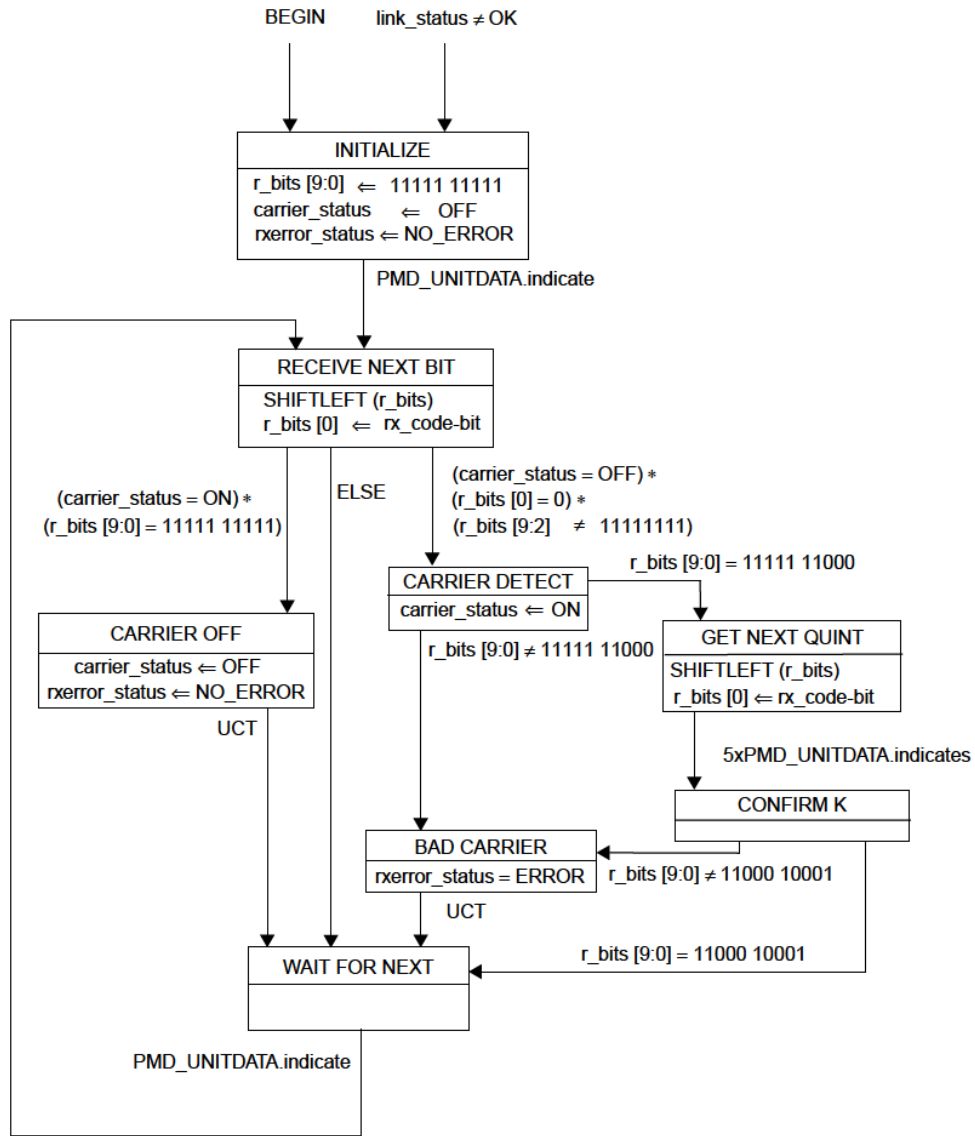 BEGIN
link_status ≠ OK
INITIALIZE
r_bits [9:0] ⇐ 11111 11111
carrier_status ⇐ OFF
rxerror_status ⇐ NO_ERROR
PMD_UNITDATA.indicate
RECEIVE NEXT BIT
SHIFTLEFT (r_bits)
r_bits [0] ⇐ rx_code-bit
(carrier_status = ON) *
(r_bits [9:0] = 11111 11111)
ELSE
(carrier_status = OFF) *
(r_bits [0] = 0) *
(r_bits [9:2] ≠ 11111111)
r_bits [9:0] = 11111 11000
CARRIER DETECT
carrier_status ⇐ ON
r_bits [9:0] ≠ 11111 11000
CARRIER OFF
carrier_status ⇐ OFF
rxerror_status ⇐ NO_ERROR
UCT
GET NEXT QUINT
SHIFTLEFT (r_bits)
r_bits [0] ⇐ rx_code-bit
5xPMD_UNITDATA.indicates
CONFIRM K
BAD CARRIER
rxerror_status = ERROR
r_bits [9:0] ≠ 11000 10001
UCT
r_bits [9:0] = 11000 10001
WAIT FOR NEXT
PMD_UNITDATA.indicate